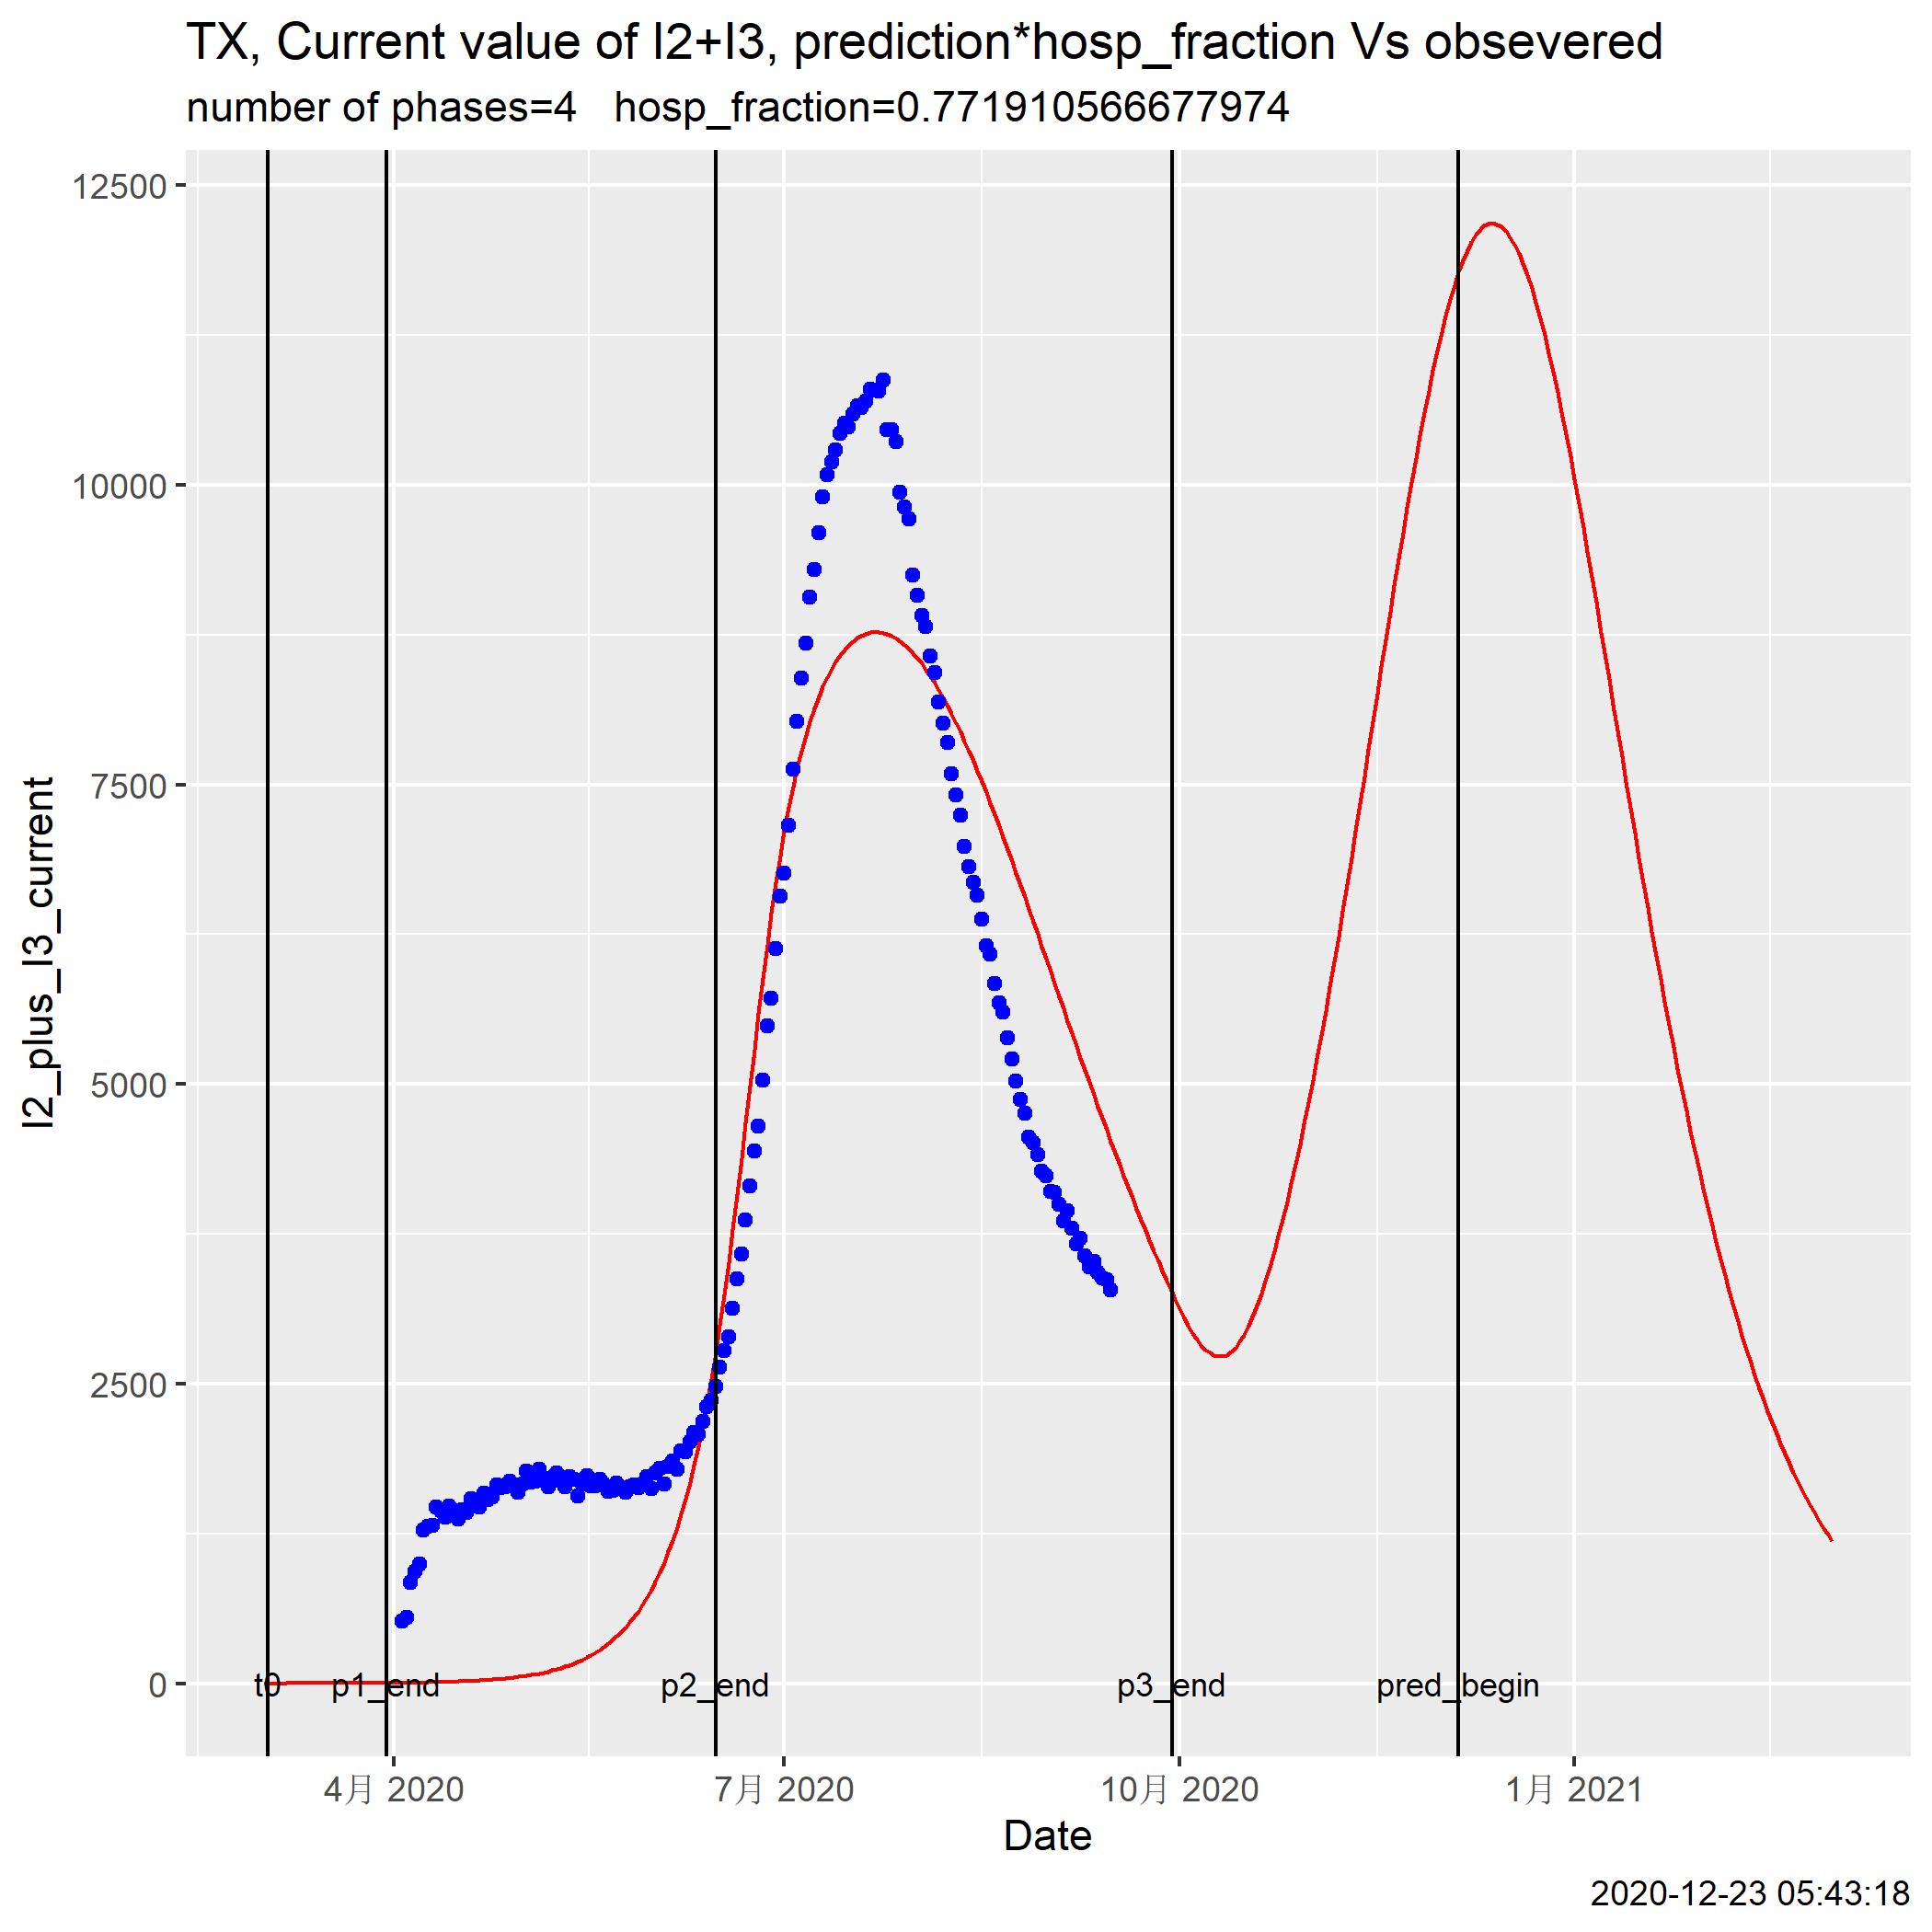 TX, Current value of I2+I3, prediction*hosp_fraction Vs obsevered
number of phases=4 hosp_fraction=0.771910566677974
I2_plus_I3_current
12500
10000
7500
5000
2500
0
t0 p1_end p2_end p3_end pred_begin
4月 2020 7月 2020 10月 2020 1月 2021
Date
2020-12-23 05:43:18